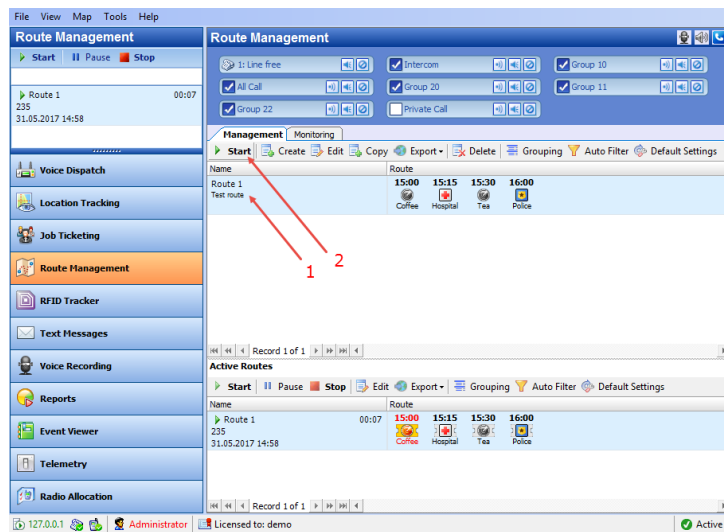 File View Map Tools Help
Route Management
Start Pause Stop
Route 1 00:07
235
31.05.2017 14:58
Voice Dispatch
Location Tracking
Job Ticketing
Route Management
RFID Tracker
Text Messages
Voice Recording
Reports
Event Viewer
Telemetry
Radio Allocation
Route Management
1: Line free Intercom Group 10
All Call Group 20 Group 11
Group 22 Private Call
Management Monitoring
Start Create Edit Copy Export Delete Grouping Auto Filter Default Settings
Name Route
Route 1 15:00 15:15 15:30 16:00
Test route Coffee Hospital Tea Police
1 2
Record 1 of 1
Active Routes
Start Pause Stop Edit Export Grouping Auto Filter Default Settings
Name Route
Route 1 00:07 15:00 15:15 15:30 16:00
235 Coffee Hospital Tea Police
31.05.2017 14:58
Record 1 of 1
127.0.0.1 Administrator Licensed to: demo Active